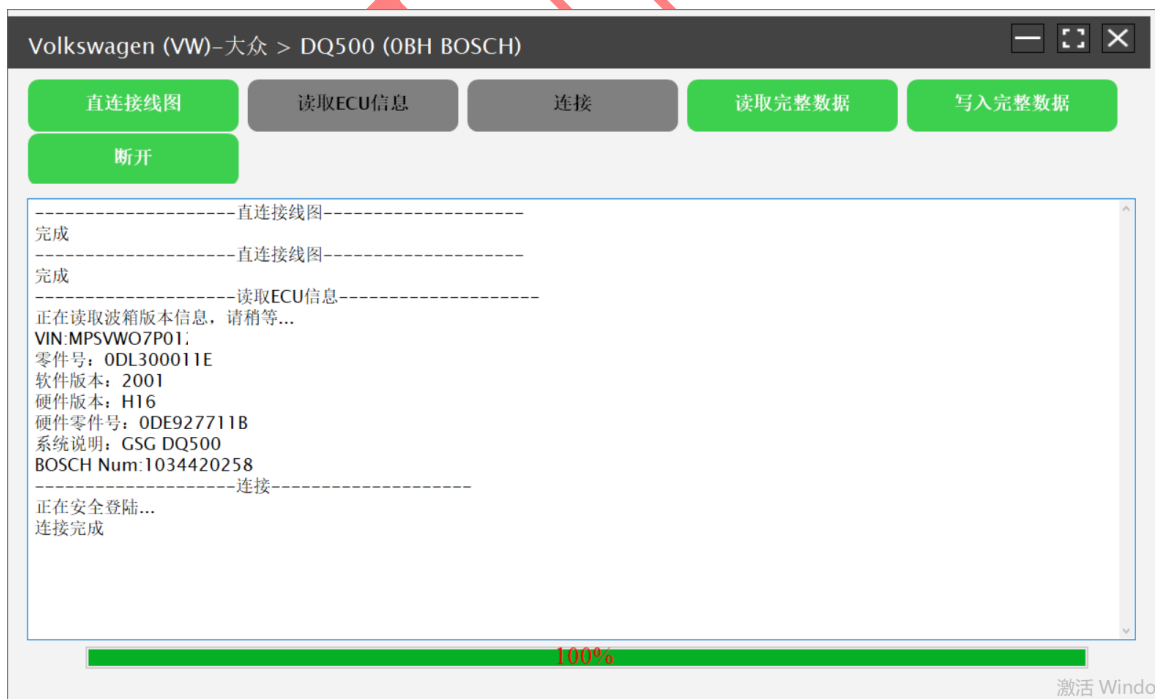 Volkswagen (VW)-大众 > DQ500 (0BH BOSCH)
直连接线图 读取ECU信息 连接 读取完整数据 写入完整数据
断开
--------------------直连接线图--------------------
完成
--------------------直连接线图--------------------
完成
--------------------读取ECU信息--------------------
正在读取波箱版本信息，请稍等...
VIN:MPSVWO7P01
零件号：0DL300011E
软件版本：2001
硬件版本：H16
硬件零件号：0DE927711B
系统说明：GSG DQ500
BOSCH Num:1034420258
--------------------连接--------------------
正在安全登陆...
连接完成
100%
激活 Windo